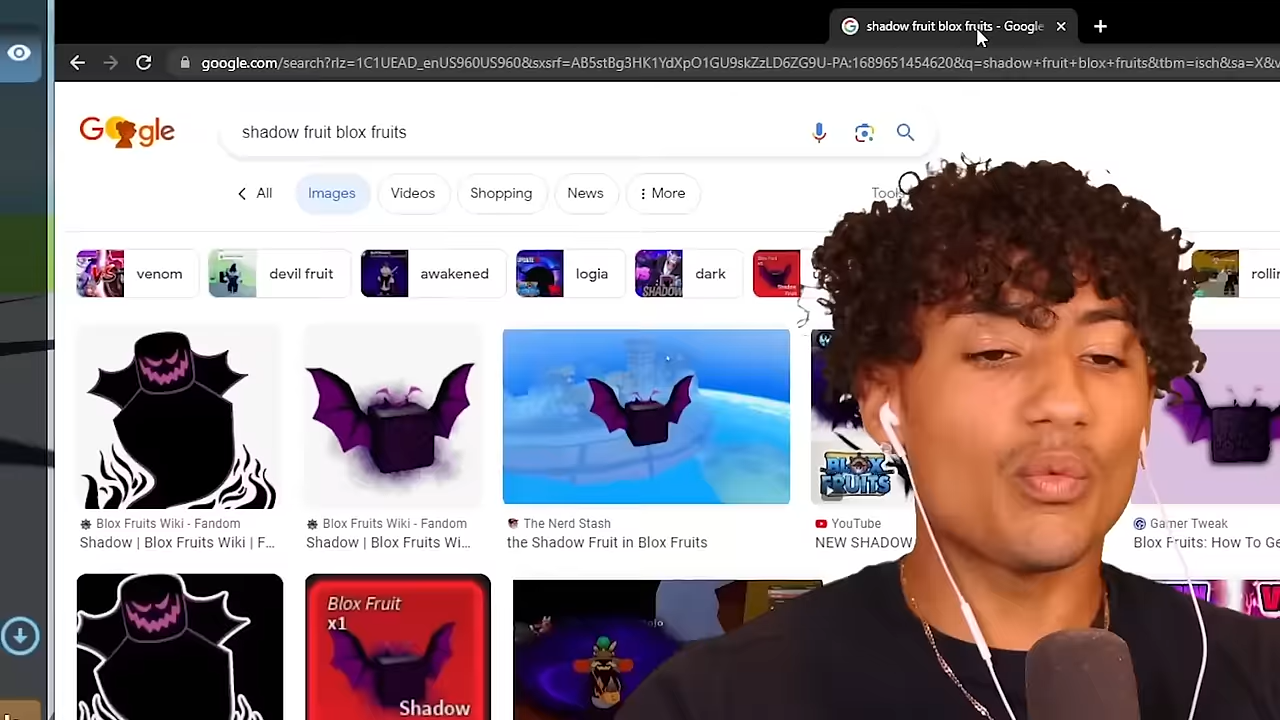 shadow fruit blox fruits - Google
google.com/search?rlz=1C1UEAD_enUS960US960&sxsrf=AB5stBg3HK1YdXpO1GU9skZzLD6ZG9U-PA:1689651454620&q=shadow+fruit+blox+fruits&tbm=isch&sa=X&v
Google
shadow fruit blox fruits
All
Images
Videos
Shopping
News
More
Tools
venom
devil fruit
awakened
logia
dark
rollin
BLOX FRUITS
Blox Fruits Wiki - Fandom
Shadow | Blox Fruits Wiki | F...
Blox Fruits Wiki - Fandom
Shadow | Blox Fruits Wi...
The Nerd Stash
the Shadow Fruit in Blox Fruits
YouTube
NEW SHADOW
Gamer Tweak
Blox Fruits: How To Ge
Blox Fruit
x1
Shadow